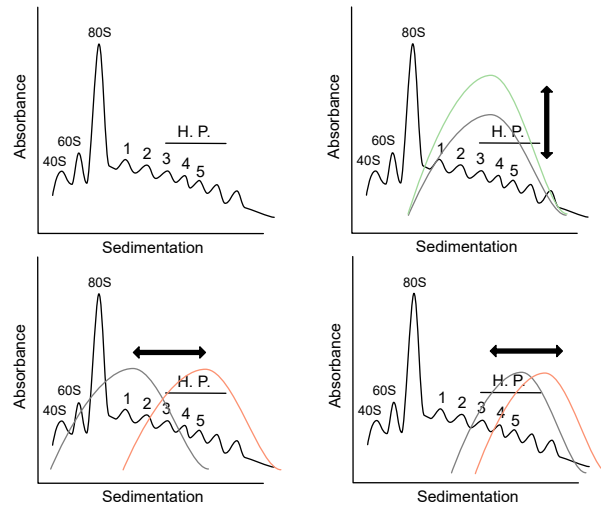 80S
60S
40S
1 2 3 4 5
H. P.
Absorbance
Sedimentation
80S
60S
40S
1 2 3 4 5
H. P.
Absorbance
Sedimentation
80S
60S
40S
1 2 3 4 5
H. P.
Absorbance
Sedimentation
80S
60S
40S
1 2 3 4 5
H. P.
Absorbance
Sedimentation